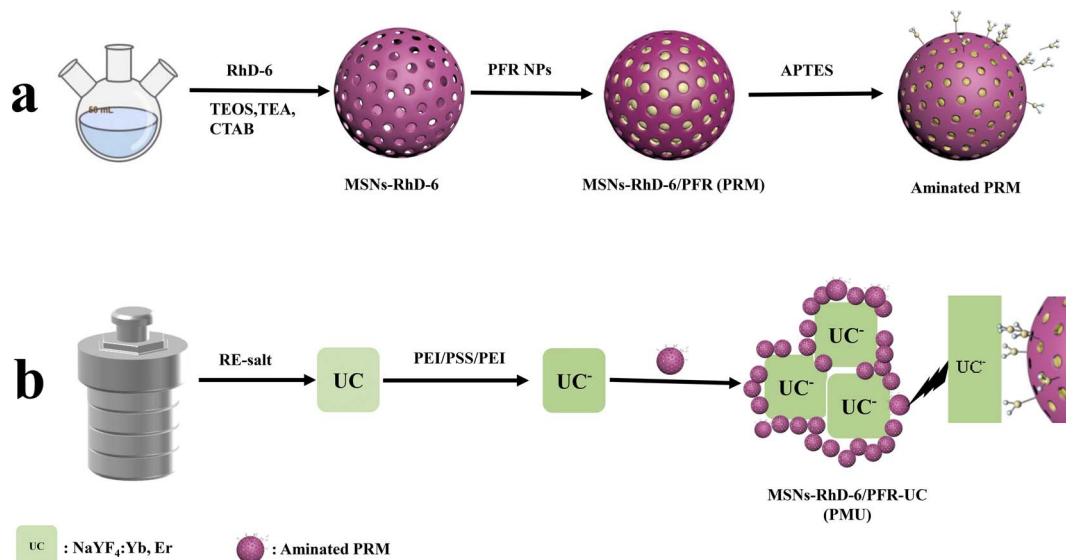 a
50 mL
RhD-6
TEOS,TEA,
CTAB
MSNs-RhD-6
PFR NPs
MSNs-RhD-6/PFR (PRM)
APTES
Aminated PRM
b
RE-salt
UC
PEI/PSS/PEI
UC⁻
UC⁻
UC⁻
UC⁻
UC⁻
MSNs-RhD-6/PFR-UC
(PMU)
UC : NaYF₄:Yb, Er
: Aminated PRM